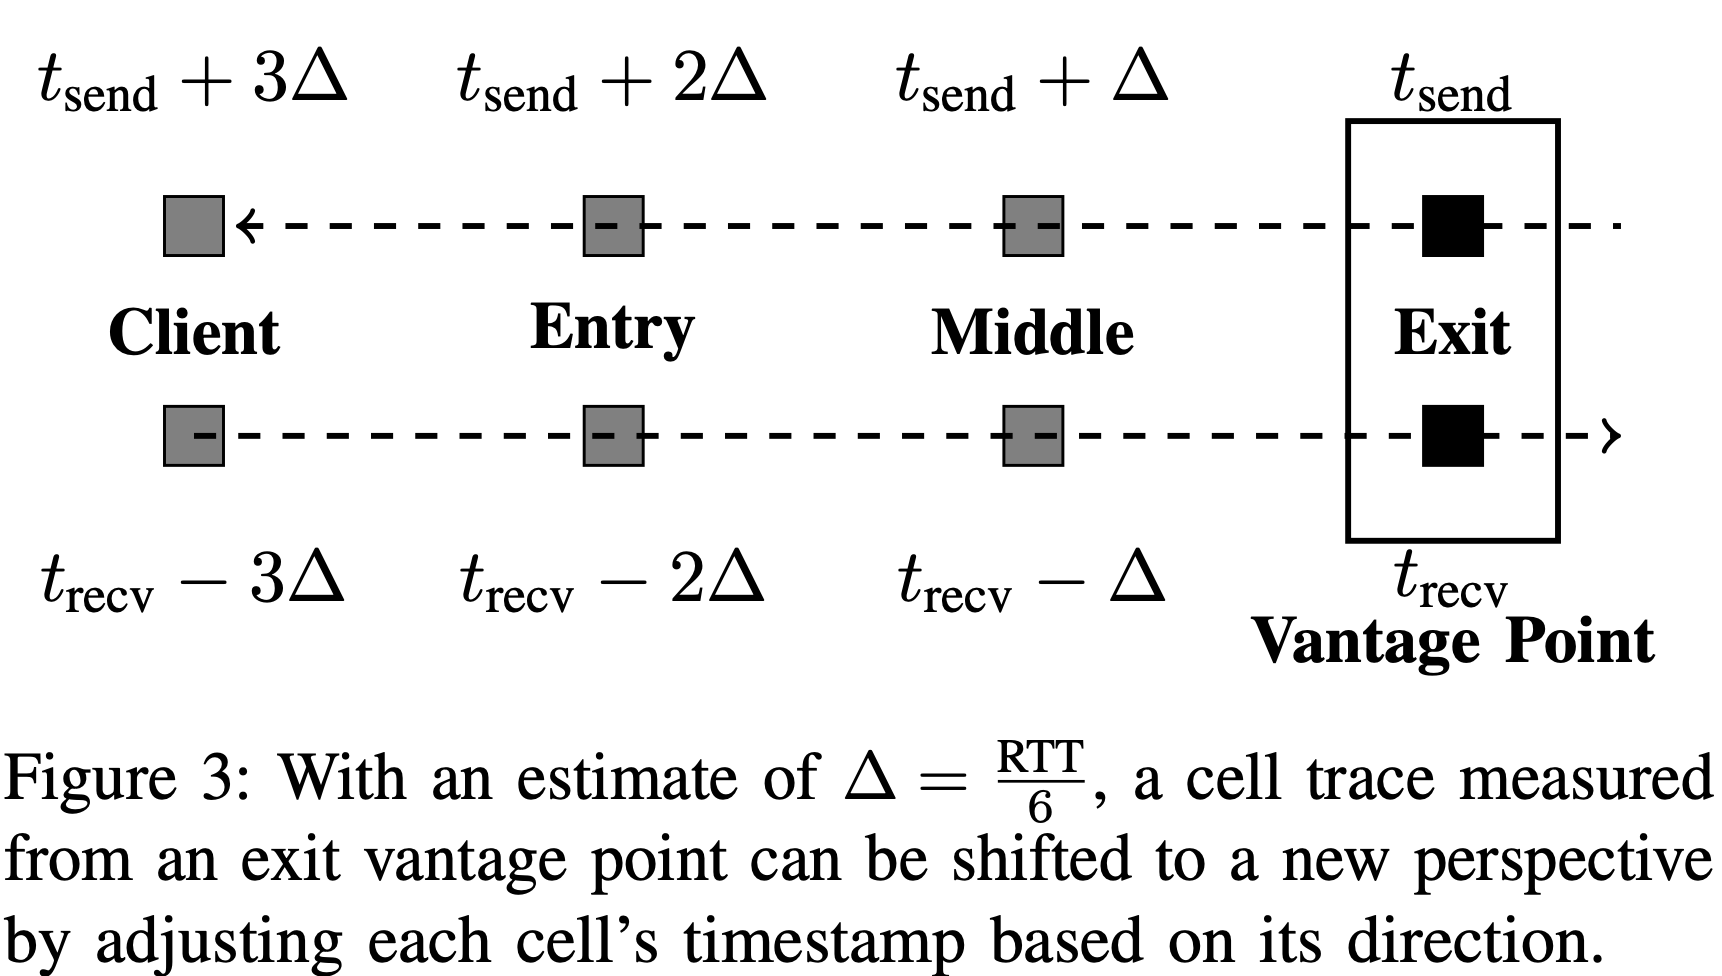 t_send + 3Δ t_send + 2Δ t_send + Δ t_send
Client Entry Middle Exit
t_recv − 3Δ t_recv − 2Δ t_recv − Δ t_recv
Vantage Point
Figure 3: With an estimate of Δ = RTT/6, a cell trace measured
from an exit vantage point can be shifted to a new perspective
by adjusting each cell’s timestamp based on its direction.